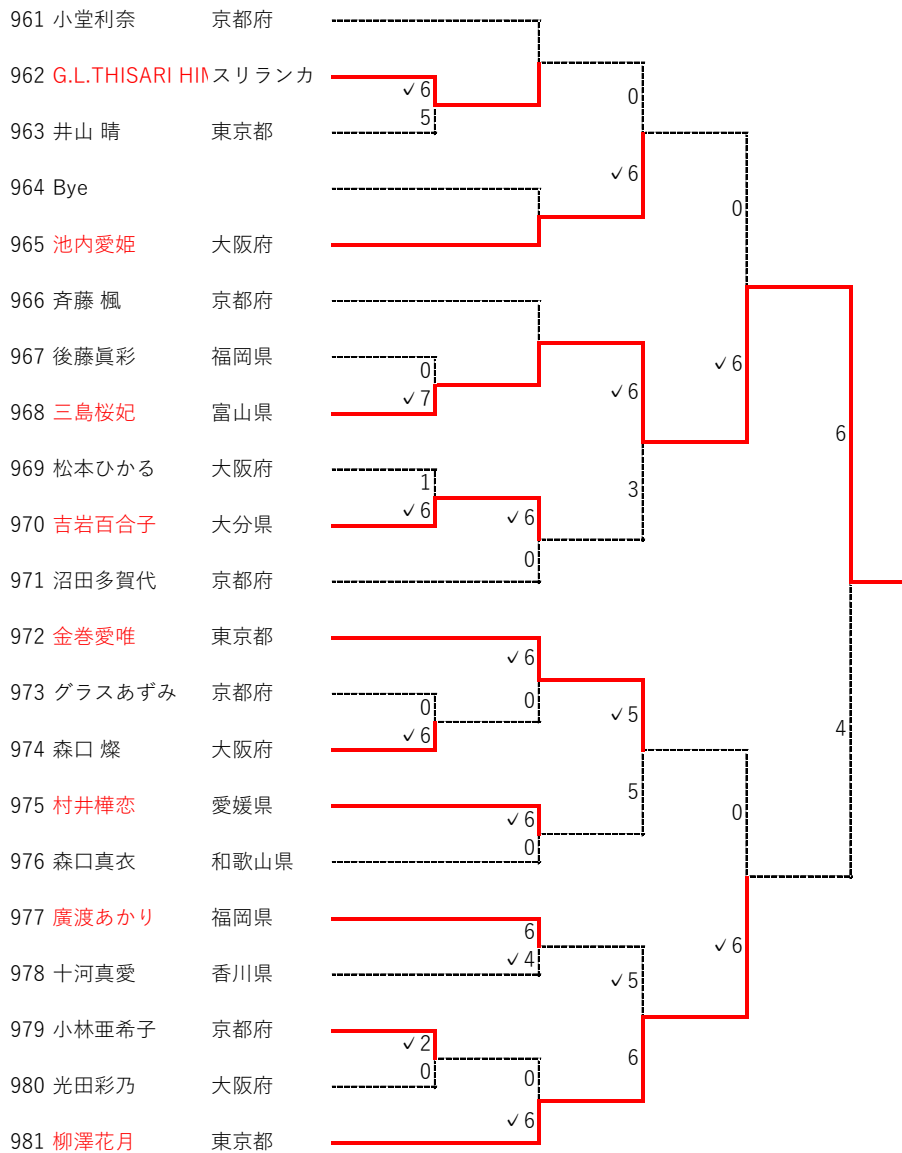 961 小堂利奈 京都府
962 G.L.THISARI HIM スリランカ
✓6
0
5
963 井山 晴 東京都
✓6
964 Bye
0
965 池内愛姫 大阪府
966 斉藤 楓 京都府
967 後藤眞彩 福岡県
0
✓6
✓7
✓6
968 三島桜妃 富山県
6
969 松本ひかる 大阪府
1
3
✓6
✓6
970 吉岩百合子 大分県
0
971 沼田多賀代 京都府
972 金巻愛唯 東京都
✓6
973 グラスあずみ 京都府
0
0
✓5
4
✓6
974 森口 燦 大阪府
5
975 村井樺恋 愛媛県
✓6
0
0
976 森口真衣 和歌山県
977 廣渡あかり 福岡県
6
✓6
✓4
978 十河真愛 香川県
✓5
979 小林亜希子 京都府
✓2
6
0
0
980 光田彩乃 大阪府
✓6
981 柳澤花月 東京都